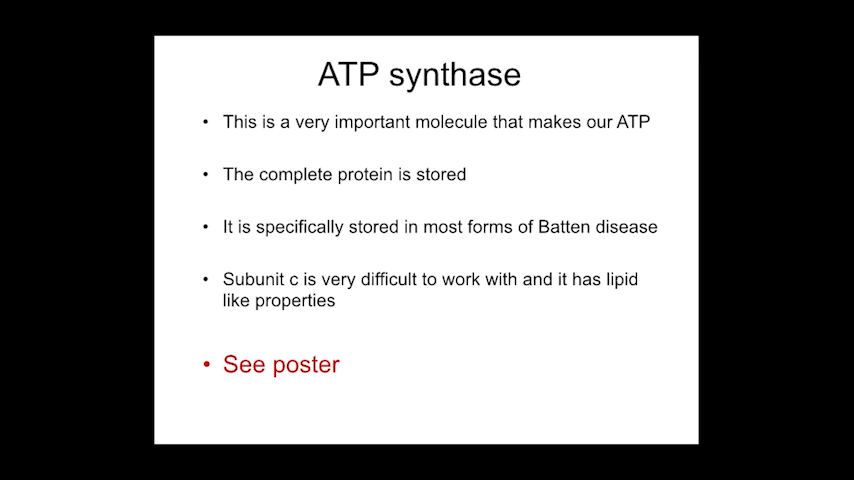 ATP synthase
• This is a very important molecule that makes our ATP
• The complete protein is stored
• It is specifically stored in most forms of Batten disease
• Subunit c is very difficult to work with and it has lipid
like properties
• See poster